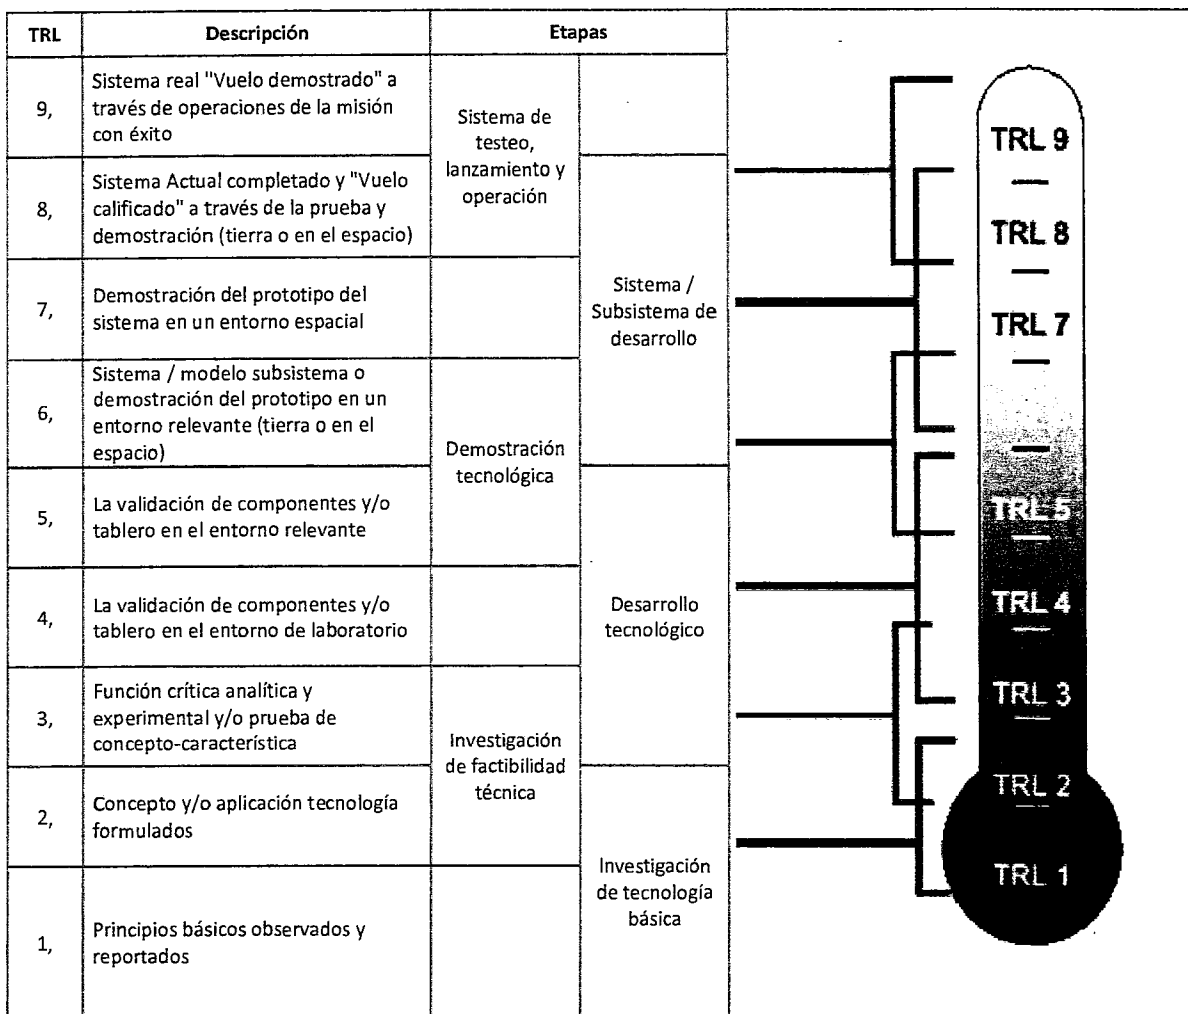 TRL Descripción Etapas
9,
Sistema real "Vuelo demostrado" a
través de operaciones de la misión
con éxito
Sistema de
testeo,
lanzamiento y
operación
8,
Sistema Actual completado y "Vuelo
calificado" a través de la prueba y
demostración (tierra o en el espacio)
7,
Demostración del prototipo del
sistema en un entorno espacial
Sistema /
Subsistema de
desarrollo
6,
Sistema / modelo subsistema o
demostración del prototipo en un
entorno relevante (tierra o en el
espacio)
Demostración
tecnológica
5,
La validación de componentes y/o
tablero en el entorno relevante
4,
La validación de componentes y/o
tablero en el entorno de laboratorio
Desarrollo
tecnológico
3,
Función crítica analítica y
experimental y/o prueba de
concepto-característica
Investigación
de factibilidad
técnica
2,
Concepto y/o aplicación tecnología
formulados
Investigación
de tecnología
básica
1,
Principios básicos observados y
reportados
TRL 9
TRL 8
TRL 7
TRL 5
TRL 4
TRL 3
TRL 2
TRL 1